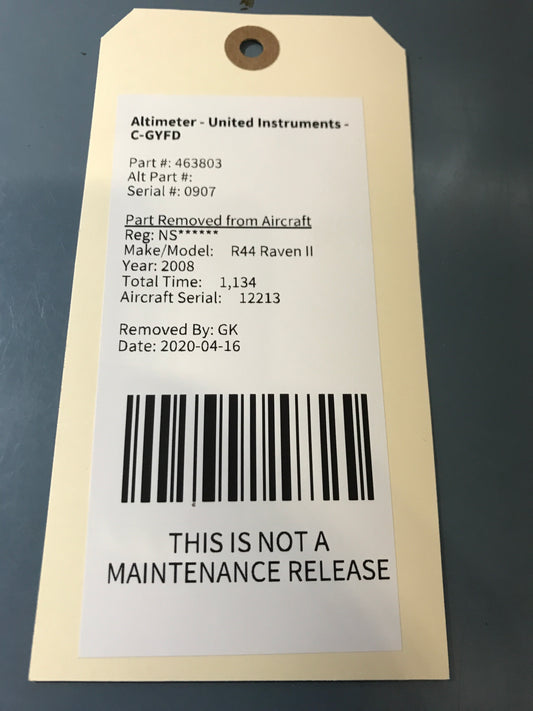 Altimeter - United Instruments -
C-GYFD
Part #: 463803
Alt Part #:
Serial #: 0907
Part Removed from Aircraft
Reg: NS******
Make/Model: R44 Raven II
Year: 2008
Total Time: 1,134
Aircraft Serial: 12213
Removed By: GK
Date: 2020-04-16
THIS IS NOT A
MAINTENANCE RELEASE